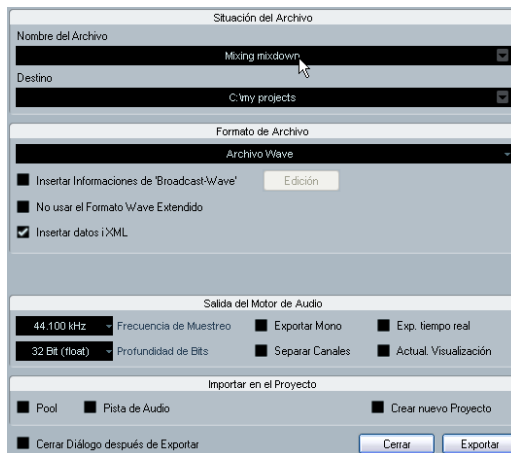 Situación del Archivo
Nombre del Archivo
Mixing mixdown
Destino
C:\my projects
Formato de Archivo
Archivo Wave
Insertar Informaciones de 'Broadcast-Wave' Edición
No usar el Formato Wave Extendido
Insertar datos iXML
Salida del Motor de Audio
44.100 kHz Frecuencia de Muestreo Exportar Mono Exp. tiempo real
32 Bit (float) Profundidad de Bits Separar Canales Actual. Visualización
Importar en el Proyecto
Pool Pista de Audio Crear nuevo Proyecto
Cerrar Diálogo después de Exportar Cerrar Exportar